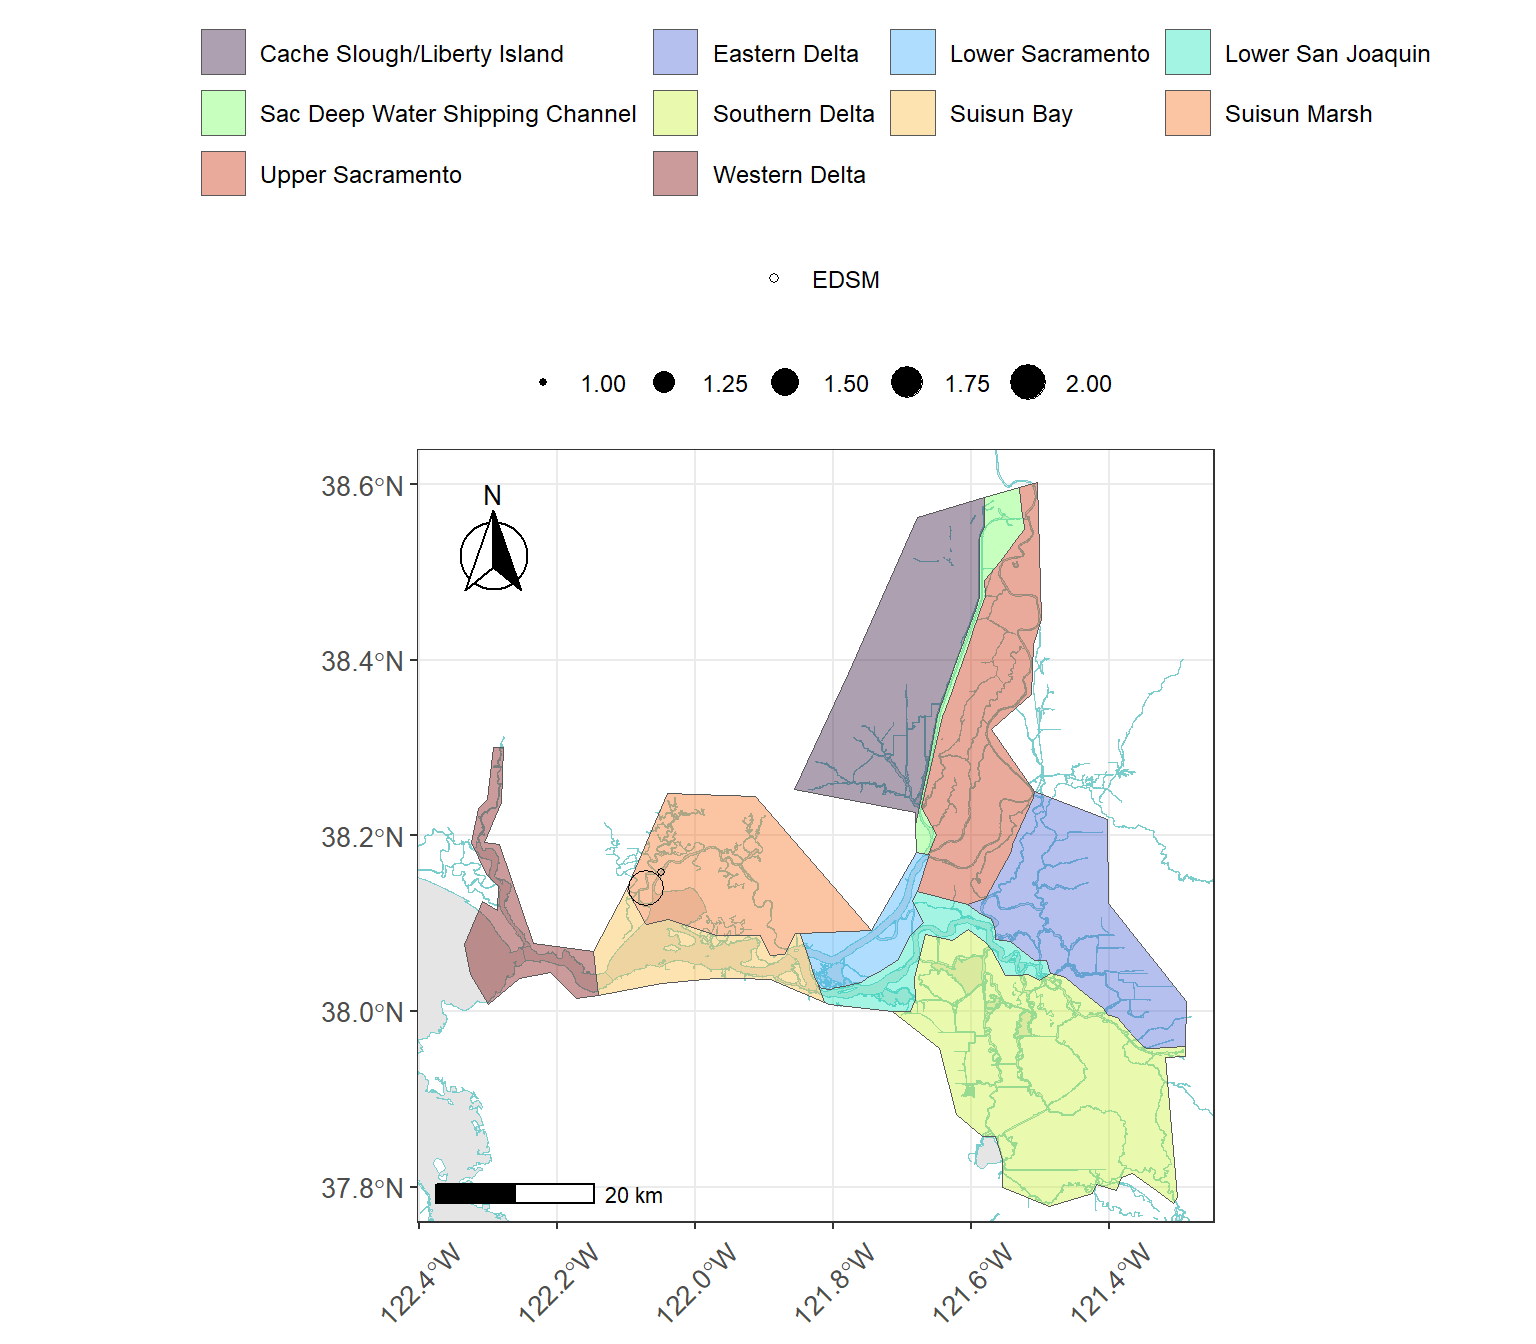 Cache Slough/Liberty Island Eastern Delta Lower Sacramento Lower San Joaquin
Sac Deep Water Shipping Channel Southern Delta Suisun Bay Suisun Marsh
Upper Sacramento Western Delta
EDSM
1.00 1.25 1.50 1.75 2.00
38.6°N
N
38.4°N
38.2°N
38.0°N
37.8°N
20 km
122.4°W 122.2°W 122.0°W 121.8°W 121.6°W 121.4°W